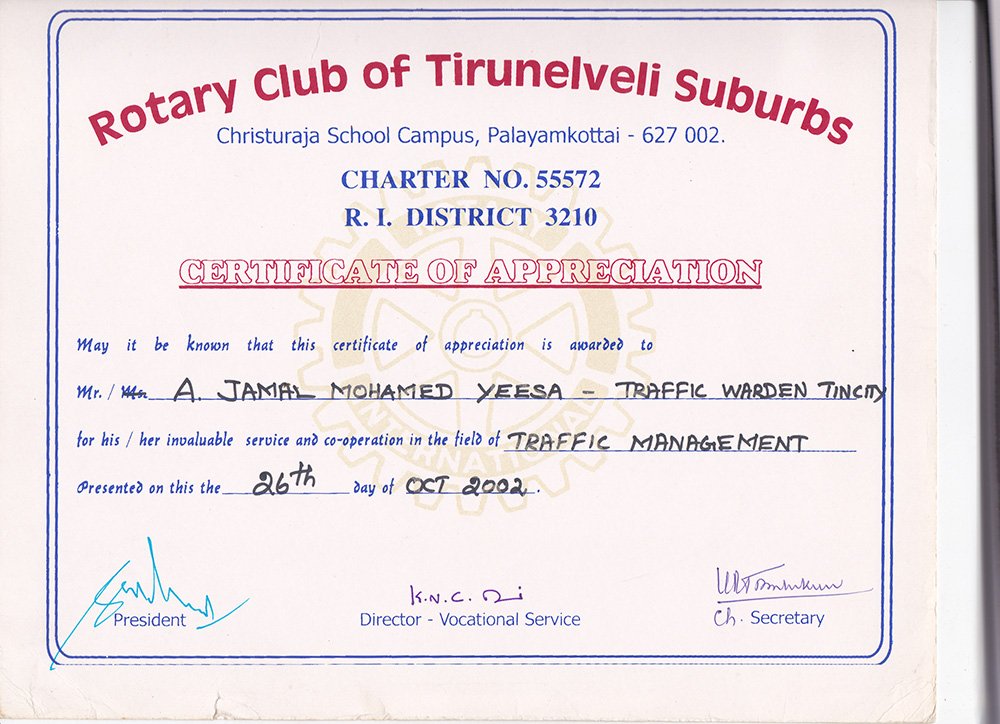 Rotary Club of Tirunelveli Suburbs
Christuraja School Campus, Palayamkottai - 627 002.
CHARTER NO. 55572
R. I. DISTRICT 3210
CERTIFICATE OF APPRECIATION
May it be known that this certificate of appreciation is awarded to
Mr. / Mrs. A. JAMAL MOHAMED YEESA - TRAFFIC WARDEN TINCITY
for his / her invaluable service and co-operation in the field of TRAFFIC MANAGEMENT
Presented on this the 26th day of OCT 2002.
K.N.C.
President
Director - Vocational Service
Ch. Secretary
INTERNATIONAL